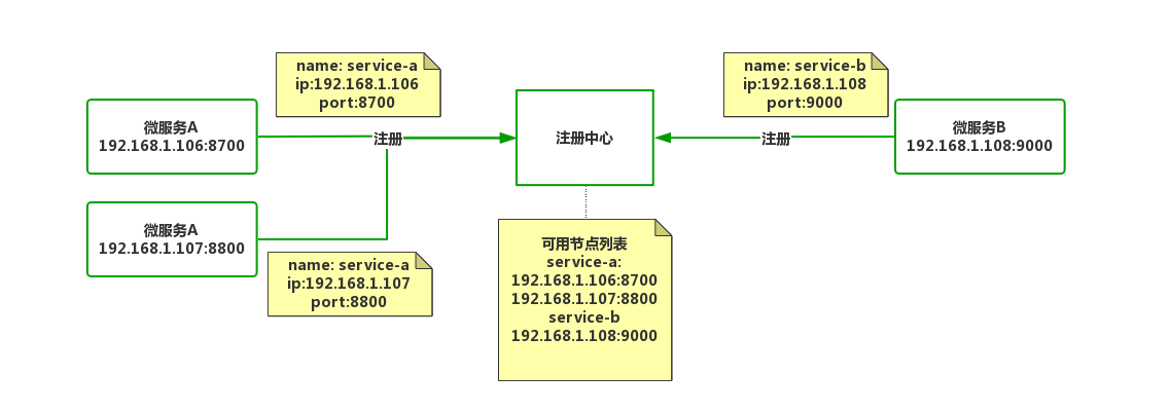 name: service-a
ip:192.168.1.106
port:8700
name: service-b
ip:192.168.1.108
port:9000
微服务A
192.168.1.106:8700
注册
注册中心
注册
微服务B
192.168.1.108:9000
微服务A
192.168.1.107:8800
name: service-a
ip:192.168.1.107
port:8800
可用节点列表
service-a:
192.168.1.106:8700
192.168.1.107:8800
service-b
192.168.1.108:9000